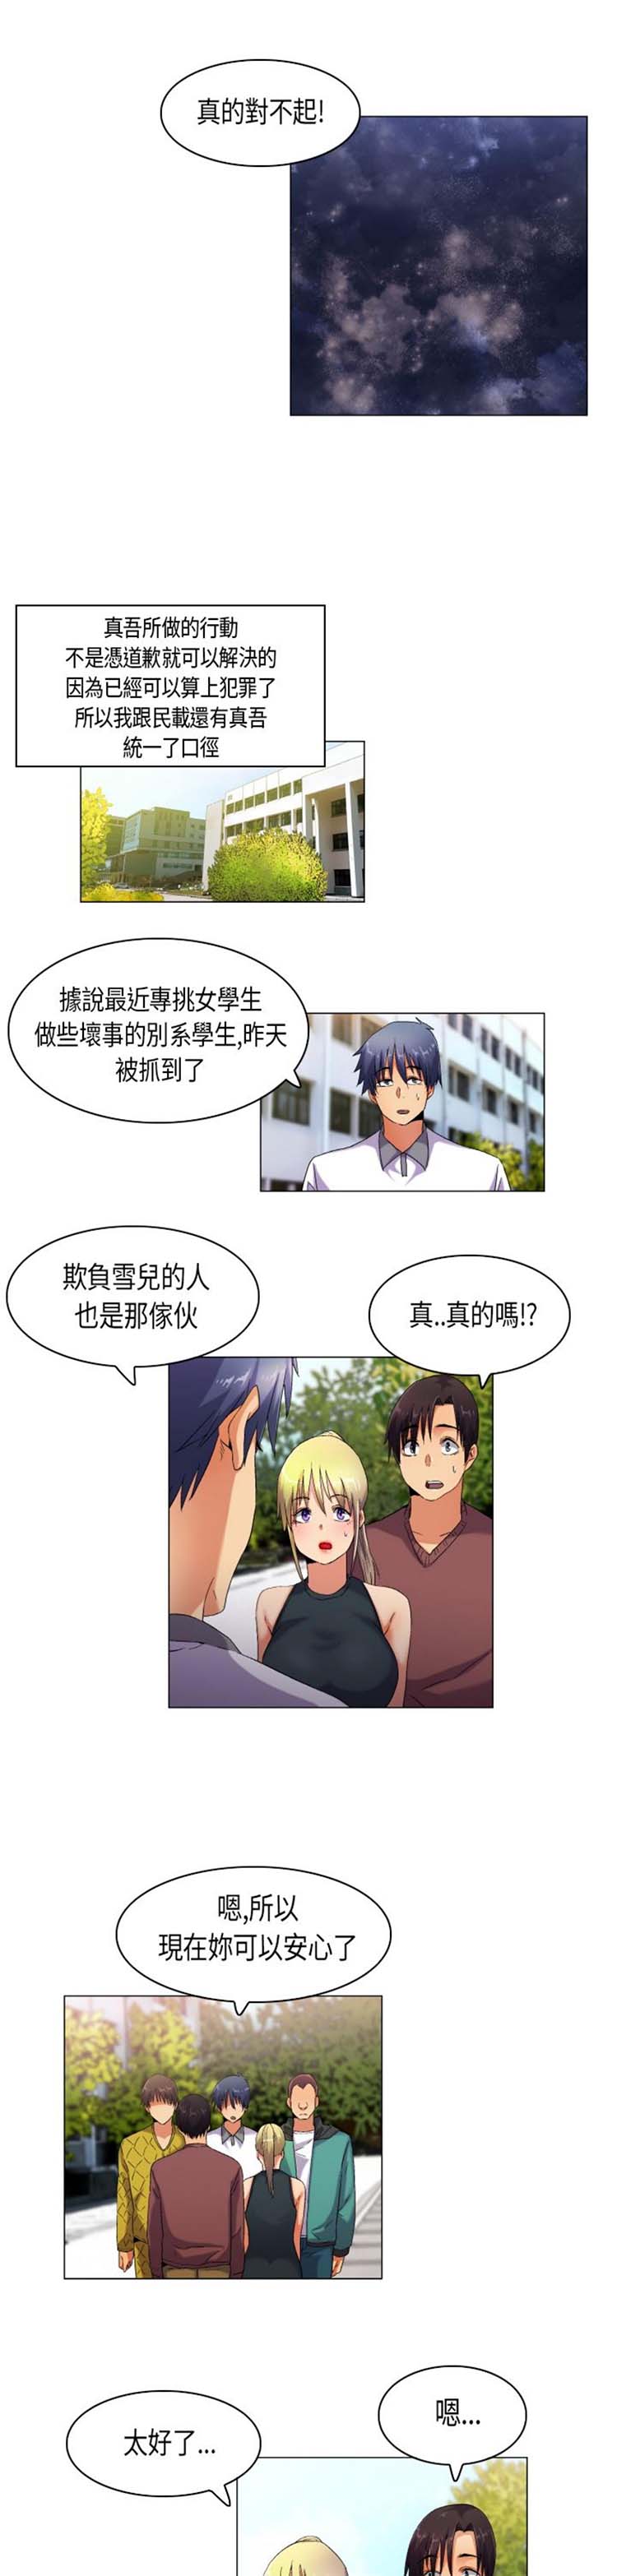 真的對不起!
真吾所做的行動
不是憑道歉就可以解決的
因為已經可以算上犯罪了
所以我跟民載還有真吾
統一了口徑
據說最近專挑女學生
做些壞事的別系學生,昨天
被抓到了
欺負雪兒的人
也是那傢伙
真..真的嗎!?
嗯,所以
現在妳可以安心了
嗯...
太好了...